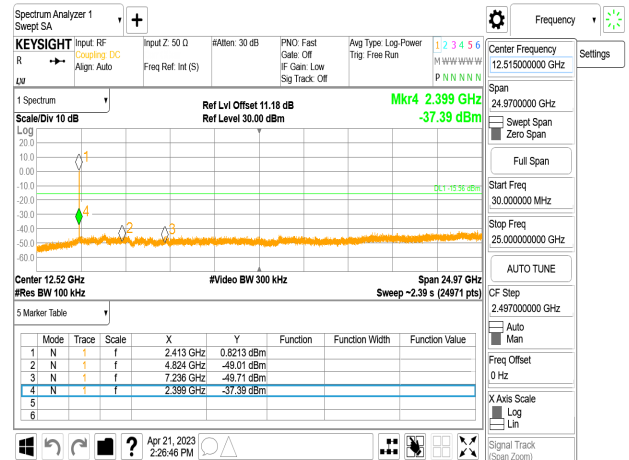 Spectrum Analyzer 1
Swept SA
Frequency
Settings
KEYSIGHT
R
Input: RF
Coupling: DC
Align: Auto
Input Z: 50 Ω
Freq Ref: Int (S)
#Atten: 30 dB
PNO: Fast
Gate: Off
IF Gain: Low
Sig Track: Off
Avg Type: Log-Power
Trig: Free Run
1 2 3 4 5 6
M W W W W W
P N N N N N
1 Spectrum
Scale/Div 10 dB
Ref Lvl Offset 11.18 dB
Ref Level 30.00 dBm
Mkr4 2.399 GHz
-37.39 dBm
Log
20.0
10.0
0.00
-10.0
-20.0
-30.0
-40.0
-50.0
-60.0
1
4
2
3
DL1 -15.56 dBm
Center 12.52 GHz
#Res BW 100 kHz
#Video BW 300 kHz
Span 24.97 GHz
Sweep ~2.39 s (24971 pts)
5 Marker Table
Mode Trace Scale X Y Function Function Width Function Value
1 N 1 f 2.413 GHz 0.8213 dBm
2 N 1 f 4.824 GHz -49.01 dBm
3 N 1 f 7.236 GHz -49.71 dBm
4 N 1 f 2.399 GHz -37.39 dBm
5
6
?
Apr 21, 2023
2:26:46 PM
Center Frequency
12.515000000 GHz
Span
24.9700000 GHz
Swept Span
Zero Span
Full Span
Start Freq
30.000000 MHz
Stop Freq
25.000000000 GHz
AUTO TUNE
CF Step
2.497000000 GHz
Auto
Man
Freq Offset
0 Hz
X Axis Scale
Log
Lin
Signal Track
(Span Zoom)